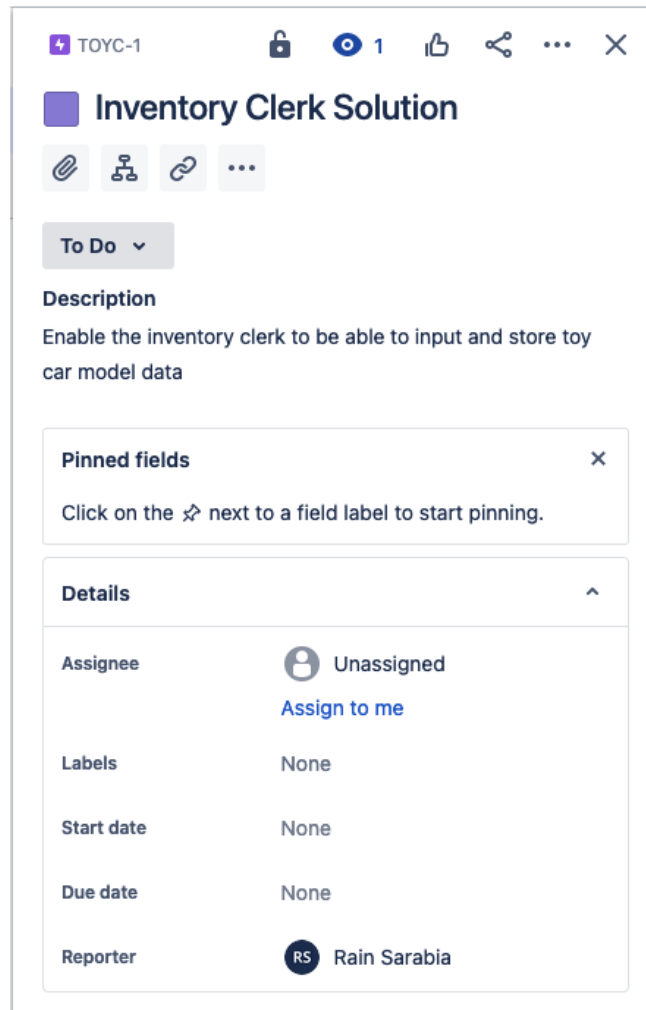 TOYC-1 1
Inventory Clerk Solution
To Do
Description
Enable the inventory clerk to be able to input and store toy
car model data
Pinned fields
Click on the next to a field label to start pinning.
Details
Assignee Unassigned
Assign to me
Labels None
Start date None
Due date None
Reporter RS Rain Sarabia